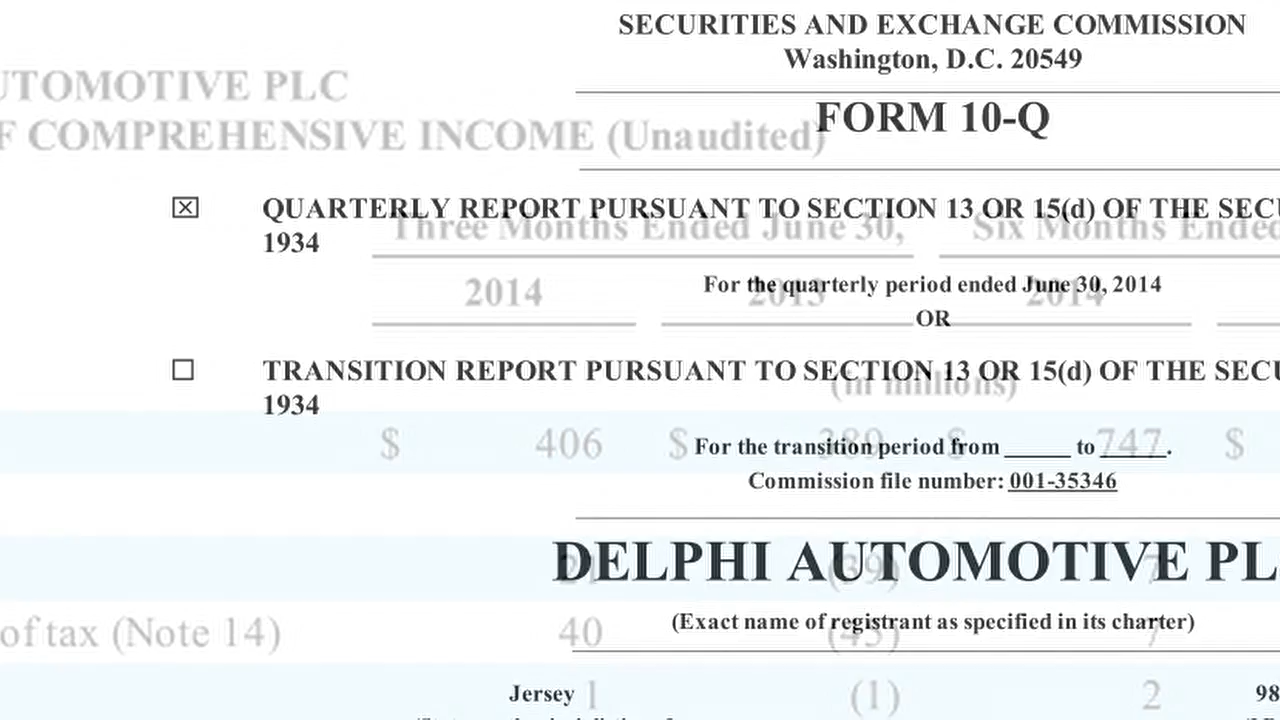 SECURITIES AND EXCHANGE COMMISSION
Washington, D.C. 20549
UTOMOTIVE PLC
FORM 10-Q
F COMPREHENSIVE INCOME (Unaudited)
☒ QUARTERLY REPORT PURSUANT TO SECTION 13 OR 15(d) OF THE SECU
Three Months Ended June 30, Six Months Ended
1934
For the quarterly period ended June 30, 2014
2014 2013 2014
OR
☐ TRANSITION REPORT PURSUANT TO SECTION 13 OR 15(d) OF THE SECU
(in millions)
1934
$ 406 $ 389 $ 747 $
For the transition period from ______ to ______.
Commission file number: 001-35346
DELPHI AUTOMOTIVE PL
21 (39) 7
(Exact name of registrant as specified in its charter)
of tax (Note 14) 40 (45) 7
Jersey 98
1 (1) 2